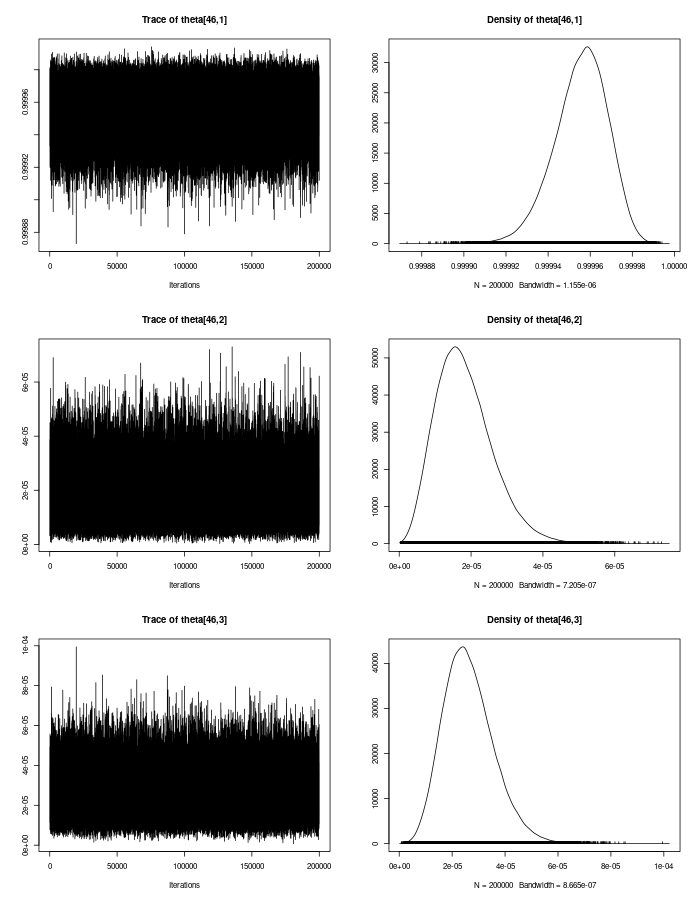 Trace of theta[46,1]
0.99988 0.99992 0.99996
0 50000 100000 150000 200000
Iterations
Density of theta[46,1]
0 5000 10000 15000 20000 25000 30000
0.99988 0.99990 0.99992 0.99994 0.99996 0.99998 1.00000
N = 200000 Bandwidth = 1.155e-06
Trace of theta[46,2]
0e+00 2e-05 4e-05 6e-05
0 50000 100000 150000 200000
Iterations
Density of theta[46,2]
0 10000 20000 30000 40000 50000
0e+00 2e-05 4e-05 6e-05
N = 200000 Bandwidth = 7.205e-07
Trace of theta[46,3]
0e+00 2e-05 4e-05 6e-05 8e-05 1e-04
0 50000 100000 150000 200000
Iterations
Density of theta[46,3]
0 10000 20000 30000 40000
0e+00 2e-05 4e-05 6e-05 8e-05 1e-04
N = 200000 Bandwidth = 8.665e-07